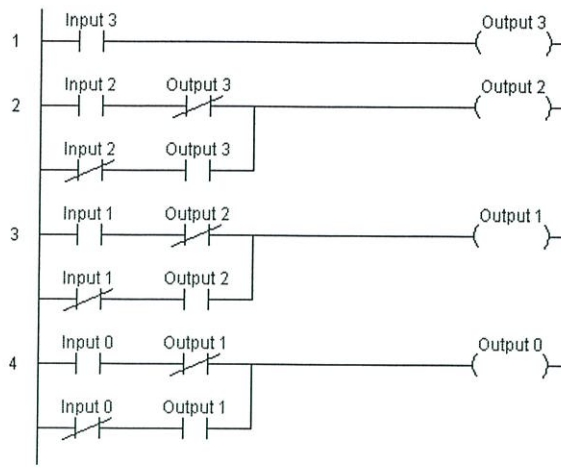 Input 3 Output 3
1
Input 2 Output 3 Output 2
2
Input 2 Output 3
Input 1 Output 2 Output 1
3
Input 1 Output 2
Input 0 Output 1 Output 0
4
Input 0 Output 1